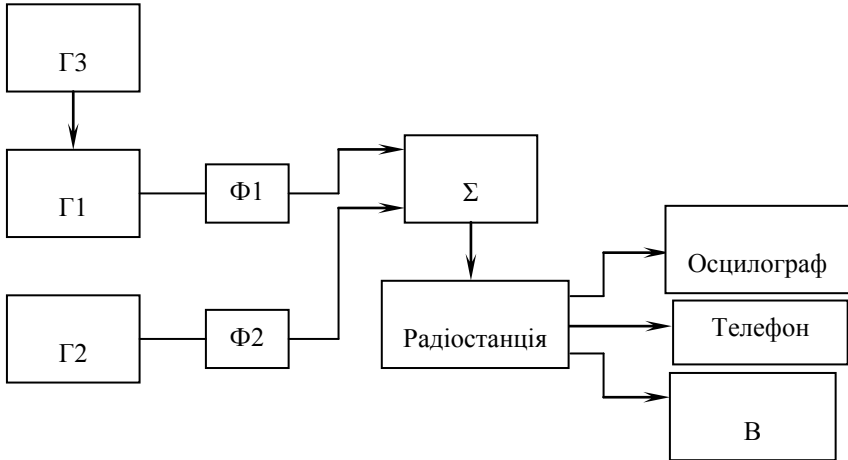 Г3
Г1
Ф1
Σ
Г2
Ф2
Радіостанція
Осцилограф
Телефон
В